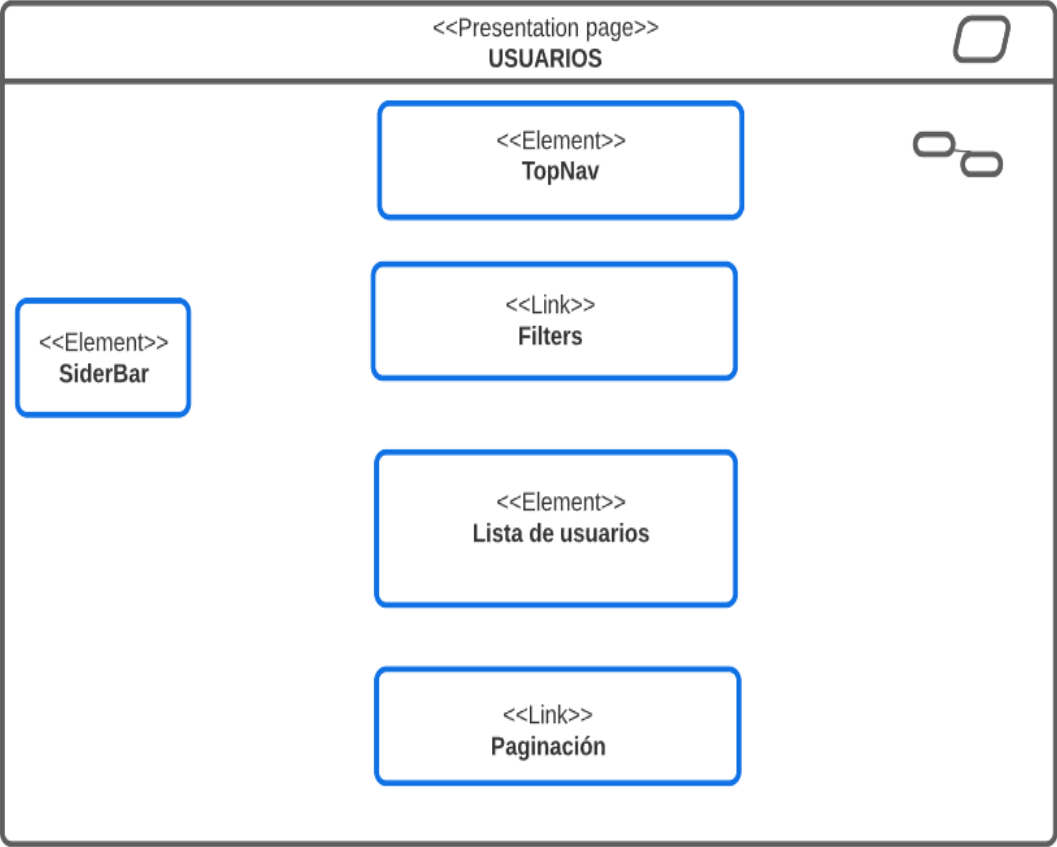 <<Presentation page>>
USUARIOS
<<Element>>
TopNav
<<Link>>
Filters
<<Element>>
SiderBar
<<Element>>
Lista de usuarios
<<Link>>
Paginación